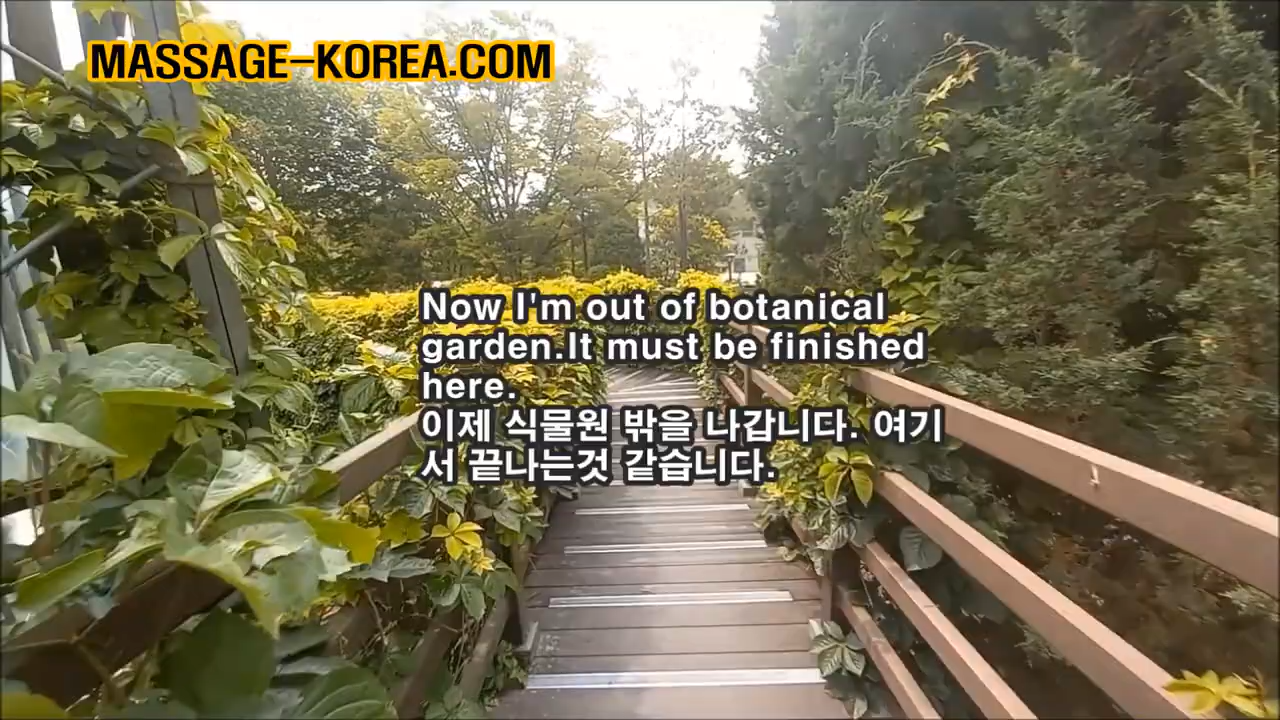 MASSAGE-KOREA.COM
Now I'm out of botanical
garden.It must be finished
here.
이제 식물원 밖을 나갑니다. 여기
서 끝나는것 같습니다.